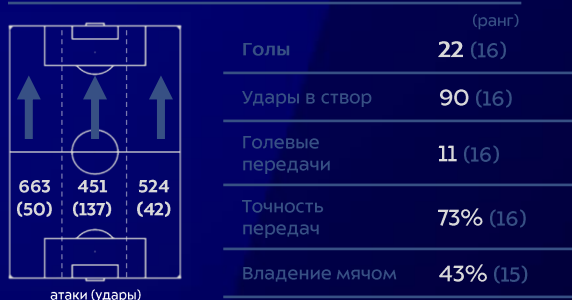 (ранг)
Голы 22 (16)
Удары в створ 90 (16)
Голевые
передачи 11 (16)
Точность
передач 73% (16)
Владение мячом 43% (15)
663 451 524
(50) (137) (42)
атаки (удары)